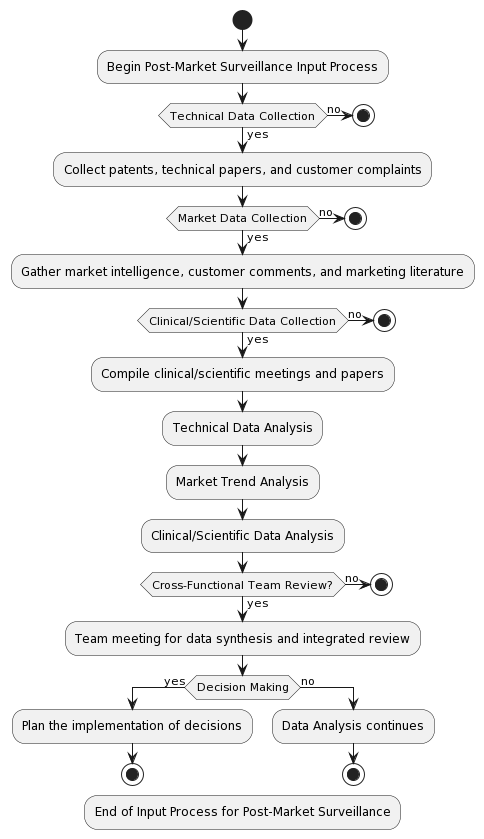 Begin Post-Market Surveillance Input Process
Technical Data Collection
no
yes
Collect patents, technical papers, and customer complaints
Market Data Collection
no
yes
Gather market intelligence, customer comments, and marketing literature
Clinical/Scientific Data Collection
no
yes
Compile clinical/scientific meetings and papers
Technical Data Analysis
Market Trend Analysis
Clinical/Scientific Data Analysis
Cross-Functional Team Review?
no
yes
Team meeting for data synthesis and integrated review
yes
Decision Making
no
Plan the implementation of decisions
Data Analysis continues
End of Input Process for Post-Market Surveillance